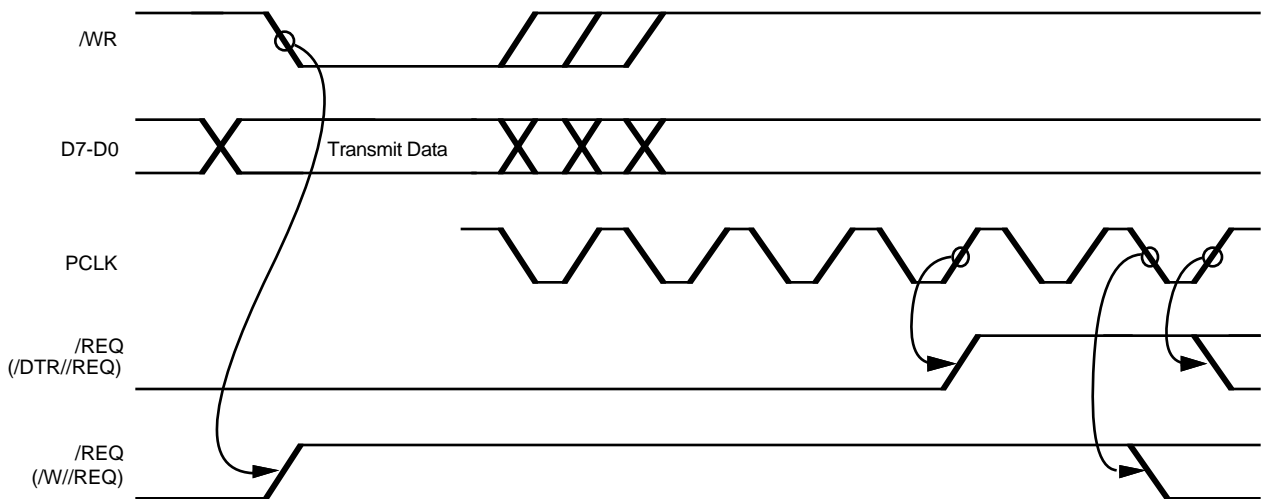 /WR
D7-D0
Transmit Data
PCLK
/REQ
(/DTR//REQ)
/REQ
(/W//REQ)